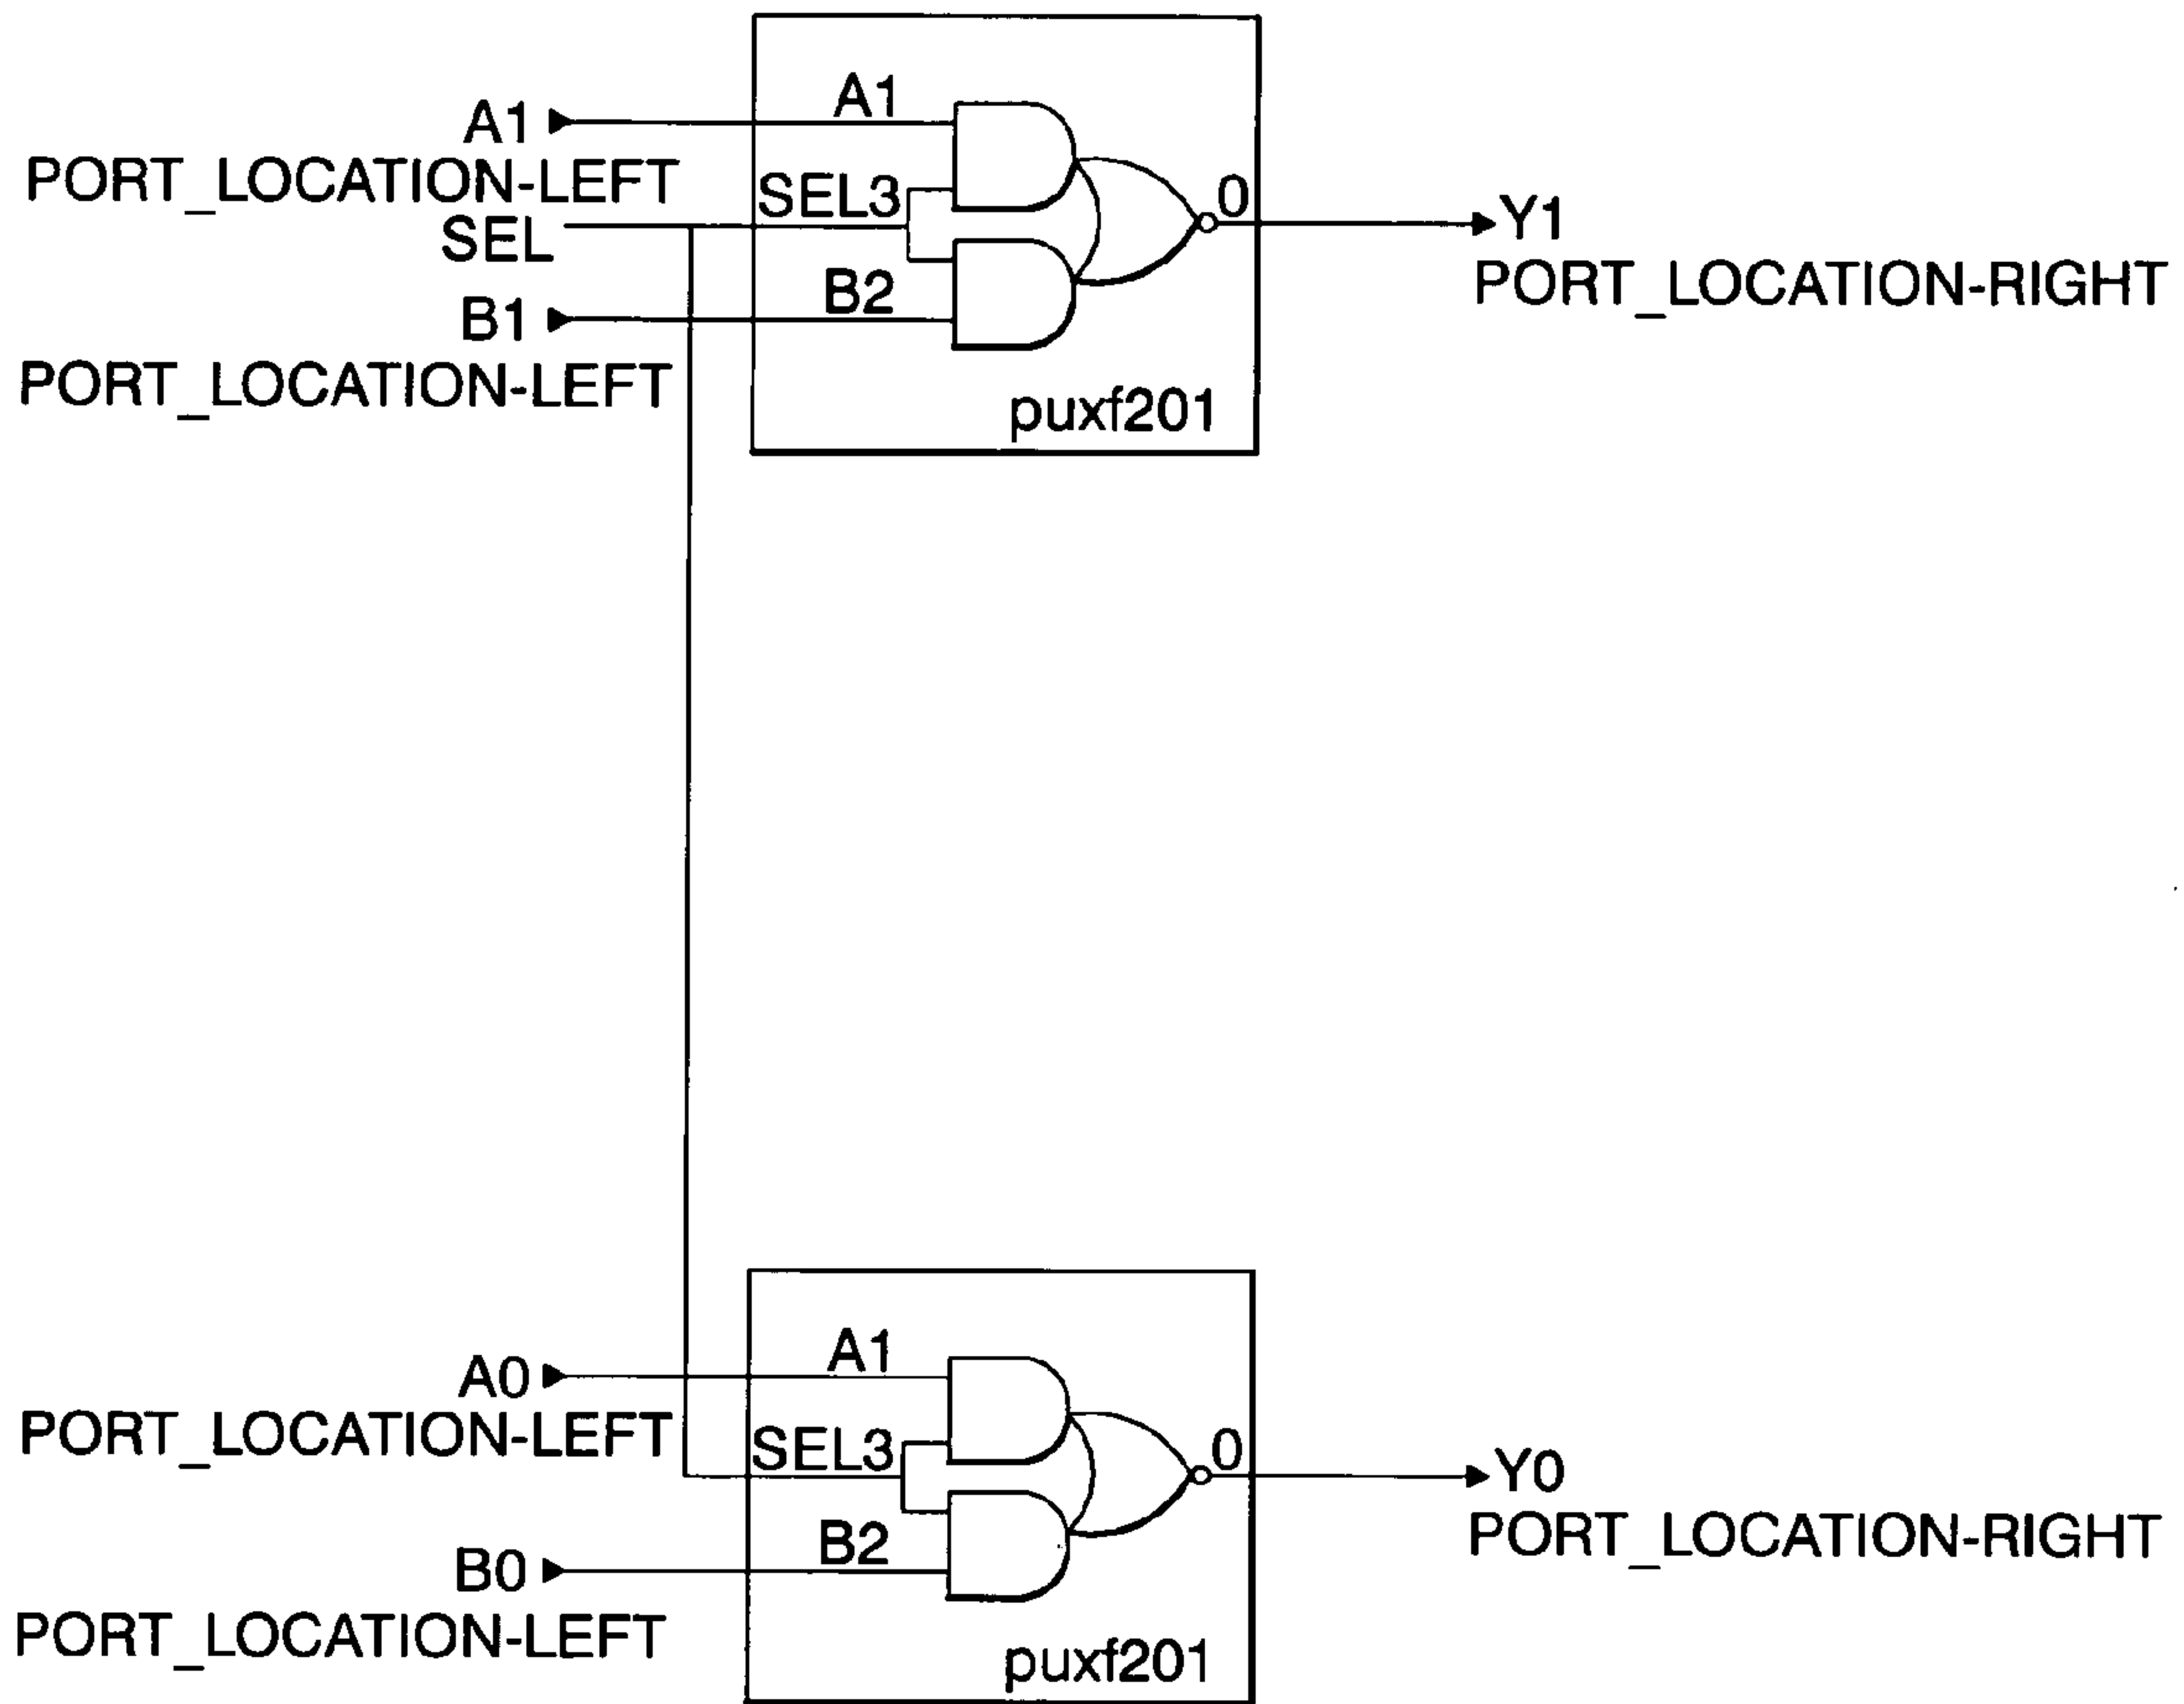 A1
A1
PORT_LOCATION-LEFT
SEL3
0
Y1
SEL
PORT_LOCATION-RIGHT
B2
B1
PORT_LOCATION-LEFT
puxf201
A1
A0
PORT_LOCATION-LEFT
SEL3
0
Y0
PORT_LOCATION-RIGHT
B2
B0
PORT_LOCATION-LEFT
puxf201